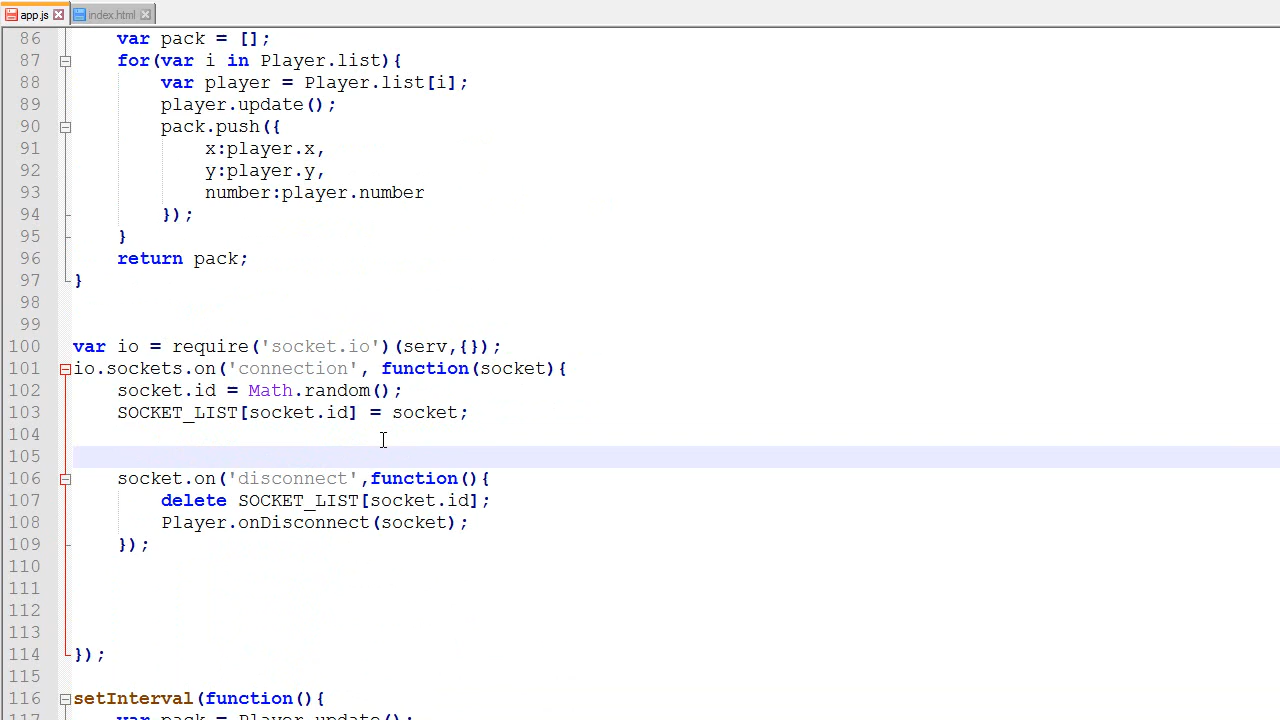 app.js index.html
86 var pack = [];
87 for(var i in Player.list){
88 var player = Player.list[i];
89 player.update();
90 pack.push({
91 x:player.x,
92 y:player.y,
93 number:player.number
94 });
95 }
96 return pack;
97 }
98
99
100 var io = require('socket.io')(serv,{});
101 io.sockets.on('connection', function(socket){
102 socket.id = Math.random();
103 SOCKET_LIST[socket.id] = socket;
104
105
106 socket.on('disconnect',function(){
107 delete SOCKET_LIST[socket.id];
108 Player.onDisconnect(socket);
109 });
110
111
112
113
114 });
115
116 setInterval(function(){
117 var pack = Player.update();